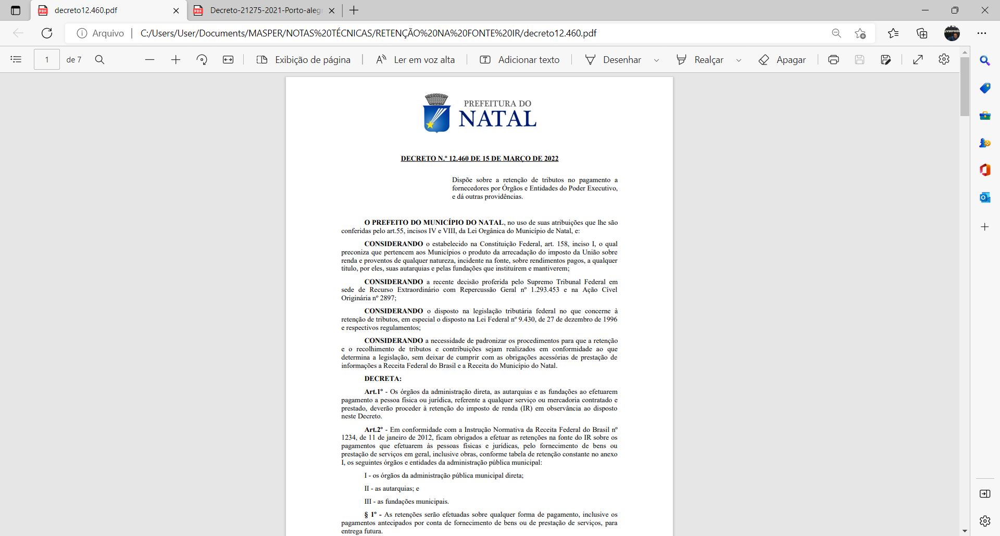 decreto12.460.pdf
Decreto-21275-2021-Porto-aleg
Arquivo
C:/Users/User/Documents/MASPER/NOTAS%20TÉCNICAS/RETENÇÃO%20NA%20FONTE%20IR/decreto12.460.pdf
1 de 7
Exibição de página
Ler em voz alta
Adicionar texto
Desenhar
Realçar
Apagar
PREFEITURA DO
NATAL
DECRETO N.º 12.460 DE 15 DE MARÇO DE 2022
Dispõe sobre a retenção de tributos no pagamento a
fornecedores por Órgãos e Entidades do Poder Executivo,
e dá outras providências.
O PREFEITO DO MUNICÍPIO DO NATAL, no uso de suas atribuições que lhe são
conferidas pelo art.55, incisos IV e VIII, da Lei Orgânica do Município de Natal, e:
CONSIDERANDO o estabelecido na Constituição Federal, art. 158, inciso I, o qual
preconiza que pertencem aos Municípios o produto da arrecadação do imposto da União sobre
renda e proventos de qualquer natureza, incidente na fonte, sobre rendimentos pagos, a qualquer
título, por eles, suas autarquias e pelas fundações que instituírem e mantiverem;
CONSIDERANDO a recente decisão proferida pelo Supremo Tribunal Federal em
sede de Recurso Extraordinário com Repercussão Geral nº 1.293.453 e na Ação Cível
Originária nº 2897;
CONSIDERANDO o disposto na legislação tributária federal no que concerne à
retenção de tributos, em especial o disposto na Lei Federal nº 9.430, de 27 de dezembro de 1996
e respectivos regulamentos;
CONSIDERANDO a necessidade de padronizar os procedimentos para que a retenção
e o recolhimento de tributos e contribuições sejam realizados em conformidade ao que
determina a legislação, sem deixar de cumprir com as obrigações acessórias de prestação de
informações a Receita Federal do Brasil e a Receita do Município do Natal.
DECRETA:
Art.1º - Os órgãos da administração direta, as autarquias e as fundações ao efetuarem
pagamento a pessoa física ou jurídica, referente a qualquer serviço ou mercadoria contratado e
prestado, deverão proceder à retenção do imposto de renda (IR) em observância ao disposto
neste Decreto.
Art.2º - Em conformidade com a Instrução Normativa da Receita Federal do Brasil nº
1234, de 11 de janeiro de 2012, ficam obrigados a efetuar as retenções na fonte do IR sobre os
pagamentos que efetuarem às pessoas físicas e jurídicas, pelo fornecimento de bens ou
prestação de serviços em geral, inclusive obras, conforme tabela de retenção constante no anexo
I, os seguintes órgãos e entidades da administração pública municipal:
I - os órgãos da administração pública municipal direta;
II - as autarquias; e
III - as fundações municipais.
§ 1º - As retenções serão efetuadas sobre qualquer forma de pagamento, inclusive os
pagamentos antecipados por conta de fornecimento de bens ou de prestação de serviços, para
entrega futura.